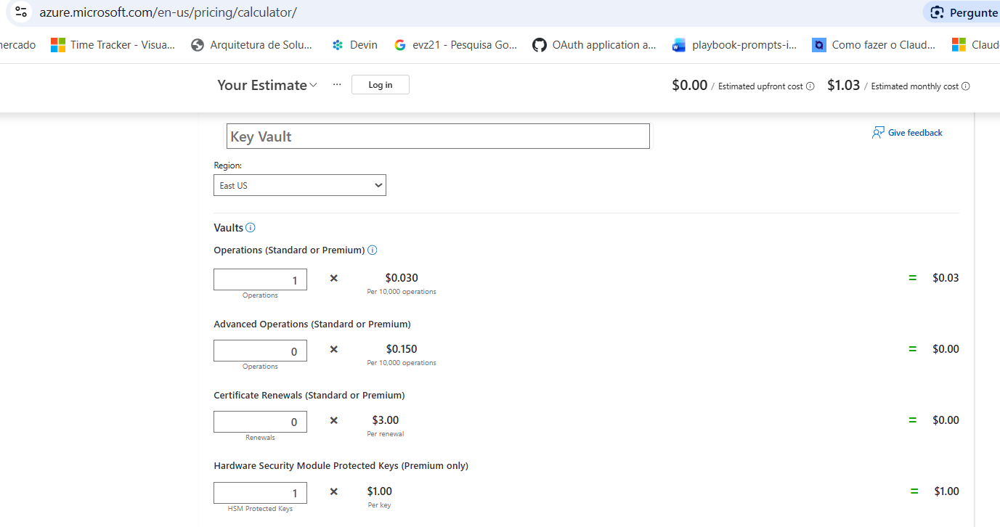 azure.microsoft.com/en-us/pricing/calculator/ Pergunte
ercado Time Tracker - Visua... Arquitetura de Solu... Devin evz21 - Pesquisa Go... OAuth application a... playbook-prompts-i... Como fazer o Claud... Claud
Your Estimate ... Log in $0.00 / Estimated upfront cost $1.03 / Estimated monthly cost
Key Vault Give feedback
Region:
East US
Vaults
Operations (Standard or Premium)
1 × $0.030 = $0.03
Operations Per 10,000 operations
Advanced Operations (Standard or Premium)
0 × $0.150 = $0.00
Operations Per 10,000 operations
Certificate Renewals (Standard or Premium)
0 × $3.00 = $0.00
Renewals Per renewal
Hardware Security Module Protected Keys (Premium only)
1 × $1.00 = $1.00
HSM Protected Keys Per key